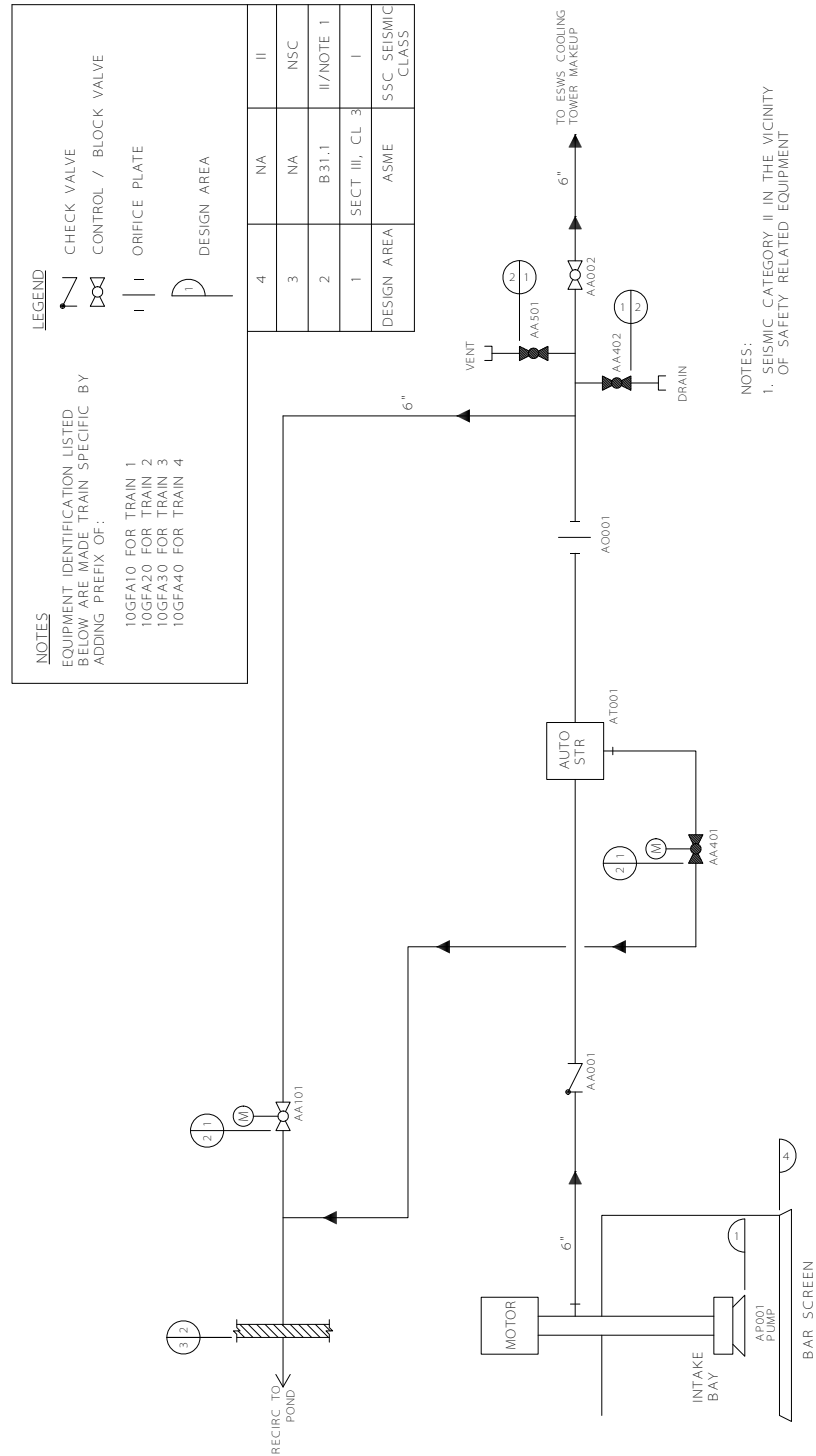 NOTES
EQUIPMENT IDENTIFICATION LISTED
BELOW ARE MADE TRAIN SPECIFIC BY
ADDING PREFIX OF:
10GFA10 FOR TRAIN 1
10GFA20 FOR TRAIN 2
10GFA30 FOR TRAIN 3
10GFA40 FOR TRAIN 4
LEGEND
CHECK VALVE
CONTROL / BLOCK VALVE
ORIFICE PLATE
1
DESIGN AREA
4 NA II
3 NA NSC
2 B31.1 II/NOTE 1
1 SECT III, CL 3 I
DESIGN AREA ASME SSC SEISMIC
CLASS
3 2
RECIRC TO
POND
2 1
M
AA101
6"
VENT
2 1
AA501
AA402
1 2
DRAIN
AA002
6"
TO ESWS COOLING
TOWER MAKEUP
MOTOR
6"
AA001
AUTO
STR
AT001
AO001
2 1
M
AA401
INTAKE
BAY
AP001
PUMP
1
4
BAR SCREEN
NOTES:
1. SEISMIC CATEGORY II IN THE VICINITY
OF SAFETY RELATED EQUIPMENT